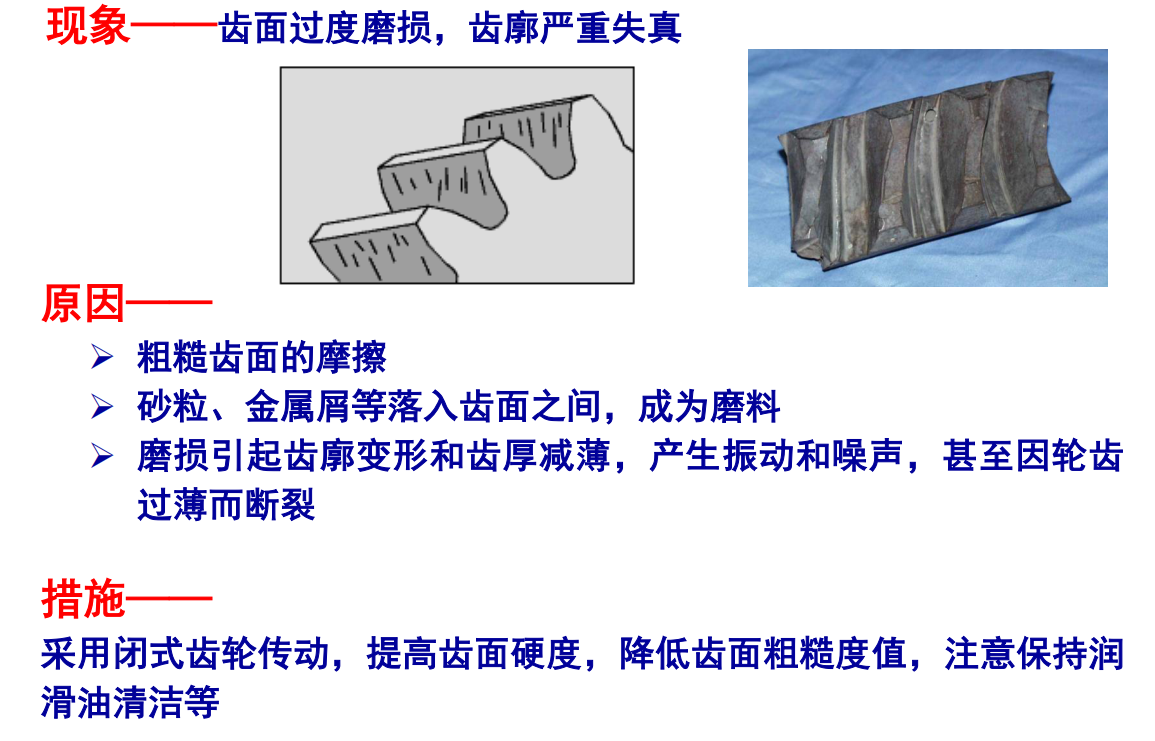 现象——齿面过度磨损，齿廓严重失真
原因——
➢ 粗糙齿面的摩擦
➢ 砂粒、金属屑等落入齿面之间，成为磨料
➢ 磨损引起齿廓变形和齿厚减薄，产生振动和噪声，甚至因轮齿
过薄而断裂
措施——
采用闭式齿轮传动，提高齿面硬度，降低齿面粗糙度值，注意保持润
滑油清洁等